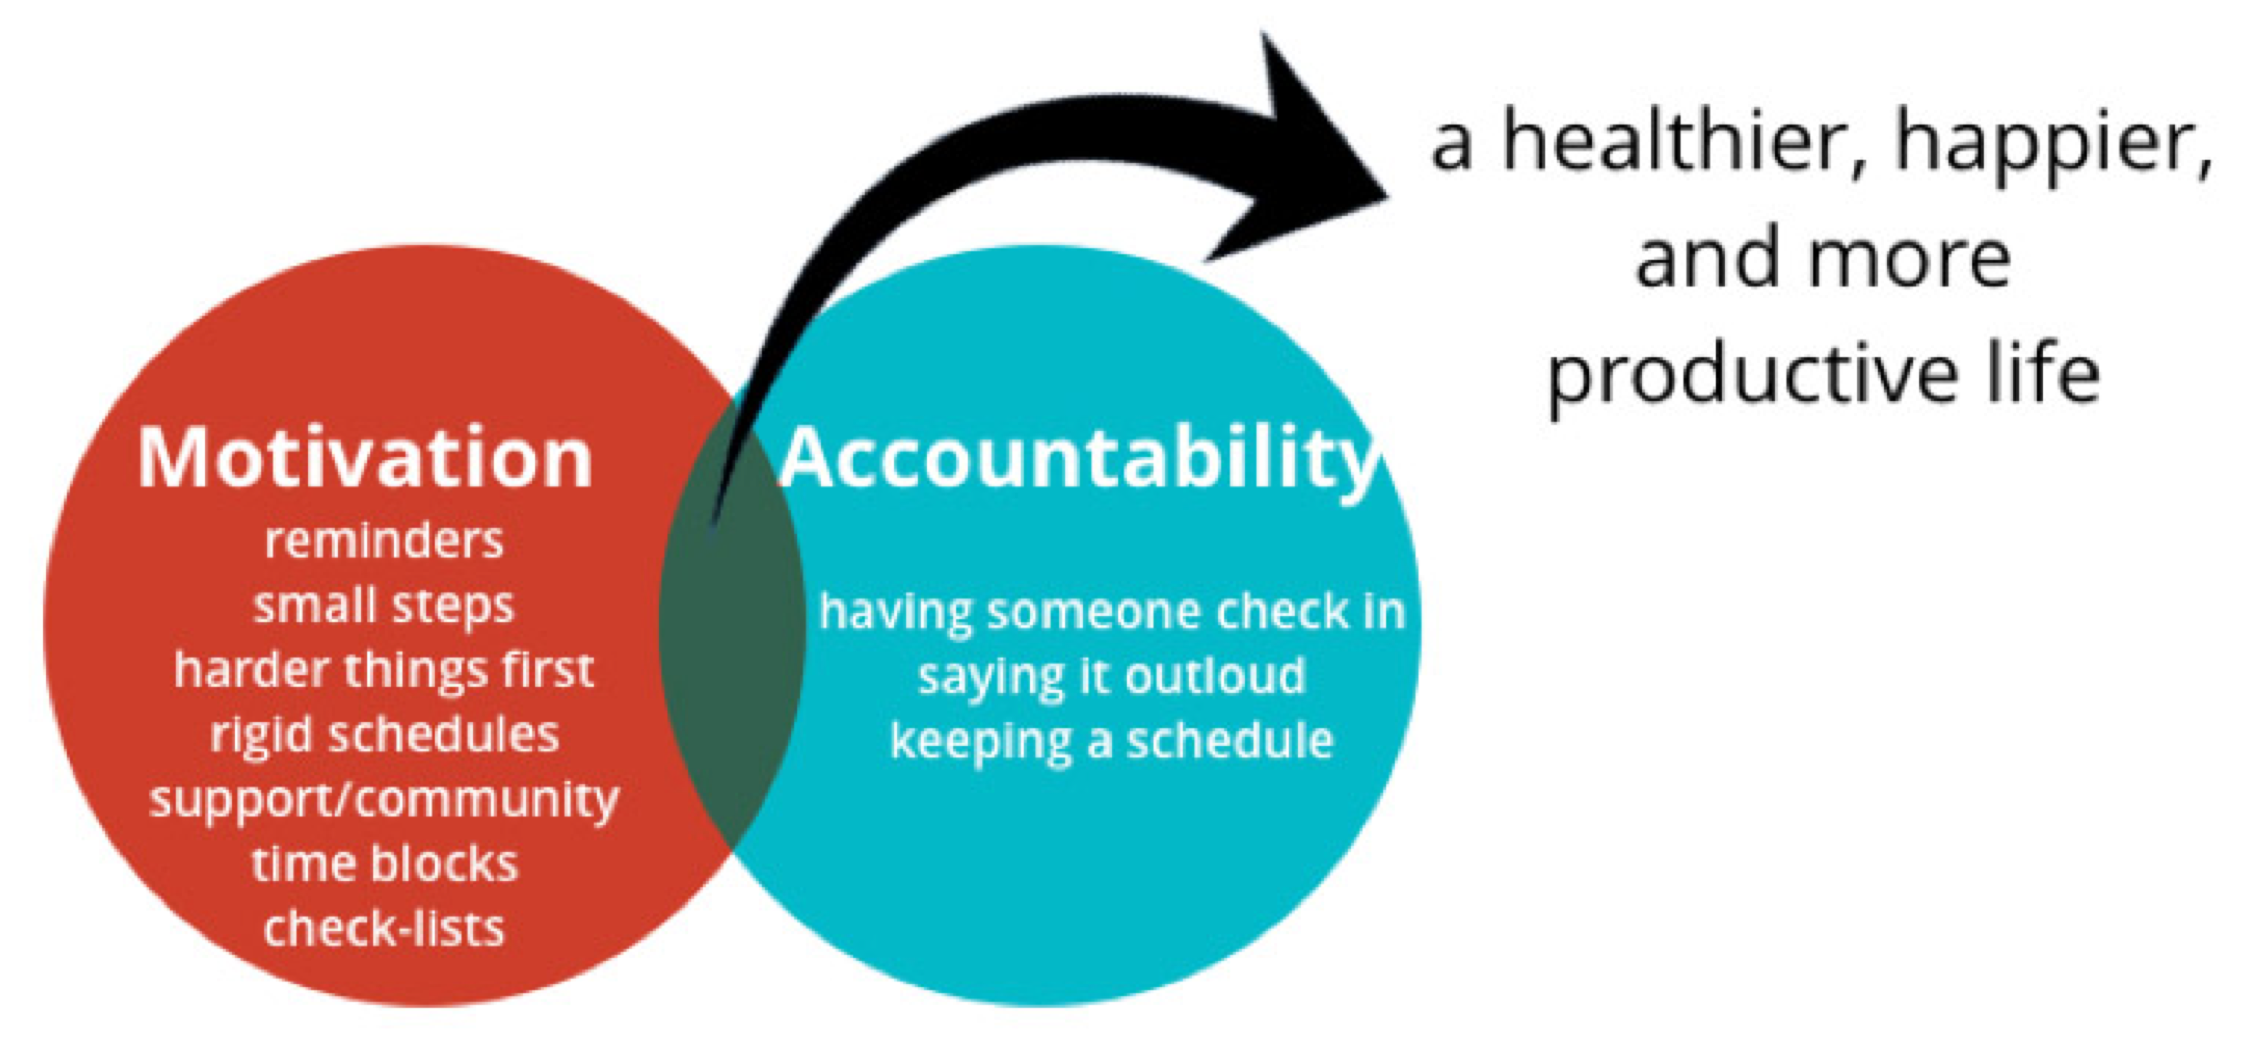 a healthier, happier,
and more
productive life
Motivation
reminders
small steps
harder things first
rigid schedules
support/community
time blocks
check-lists
Accountability
having someone check in
saying it outloud
keeping a schedule